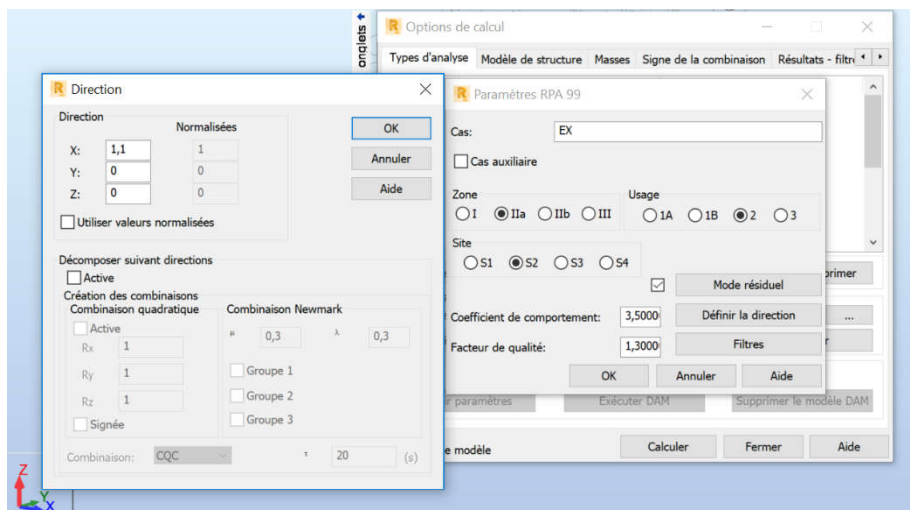 onglets
Options de calcul
Types d'analyse Modèle de structure Masses Signe de la combinaison Résultats - filtre
Direction
Direction
Normalisées
X: 1,1 1
Y: 0 0
Z: 0 0
Utiliser valeurs normalisées
OK
Annuler
Aide
Décomposer suivant directions
Active
Création des combinaisons
Combinaison quadratique
Active
Rx 1
Ry 1
Rz 1
Signée
Combinaison Newmark
μ 0,3 λ 0,3
Groupe 1
Groupe 2
Groupe 3
Combinaison: CQC τ 20 (s)
Paramètres RPA 99
Cas: EX
Cas auxiliaire
Zone
I IIa IIb III
Usage
1A 1B 2 3
Site
S1 S2 S3 S4
Mode résiduel
Coefficient de comportement: 3,5000 Définir la direction
Facteur de qualité: 1,3000 Filtres
OK Annuler Aide
primer
...
r
r paramètres Exécuter DAM Supprimer le modèle DAM
e modèle Calculer Fermer Aide
Z
Y
X